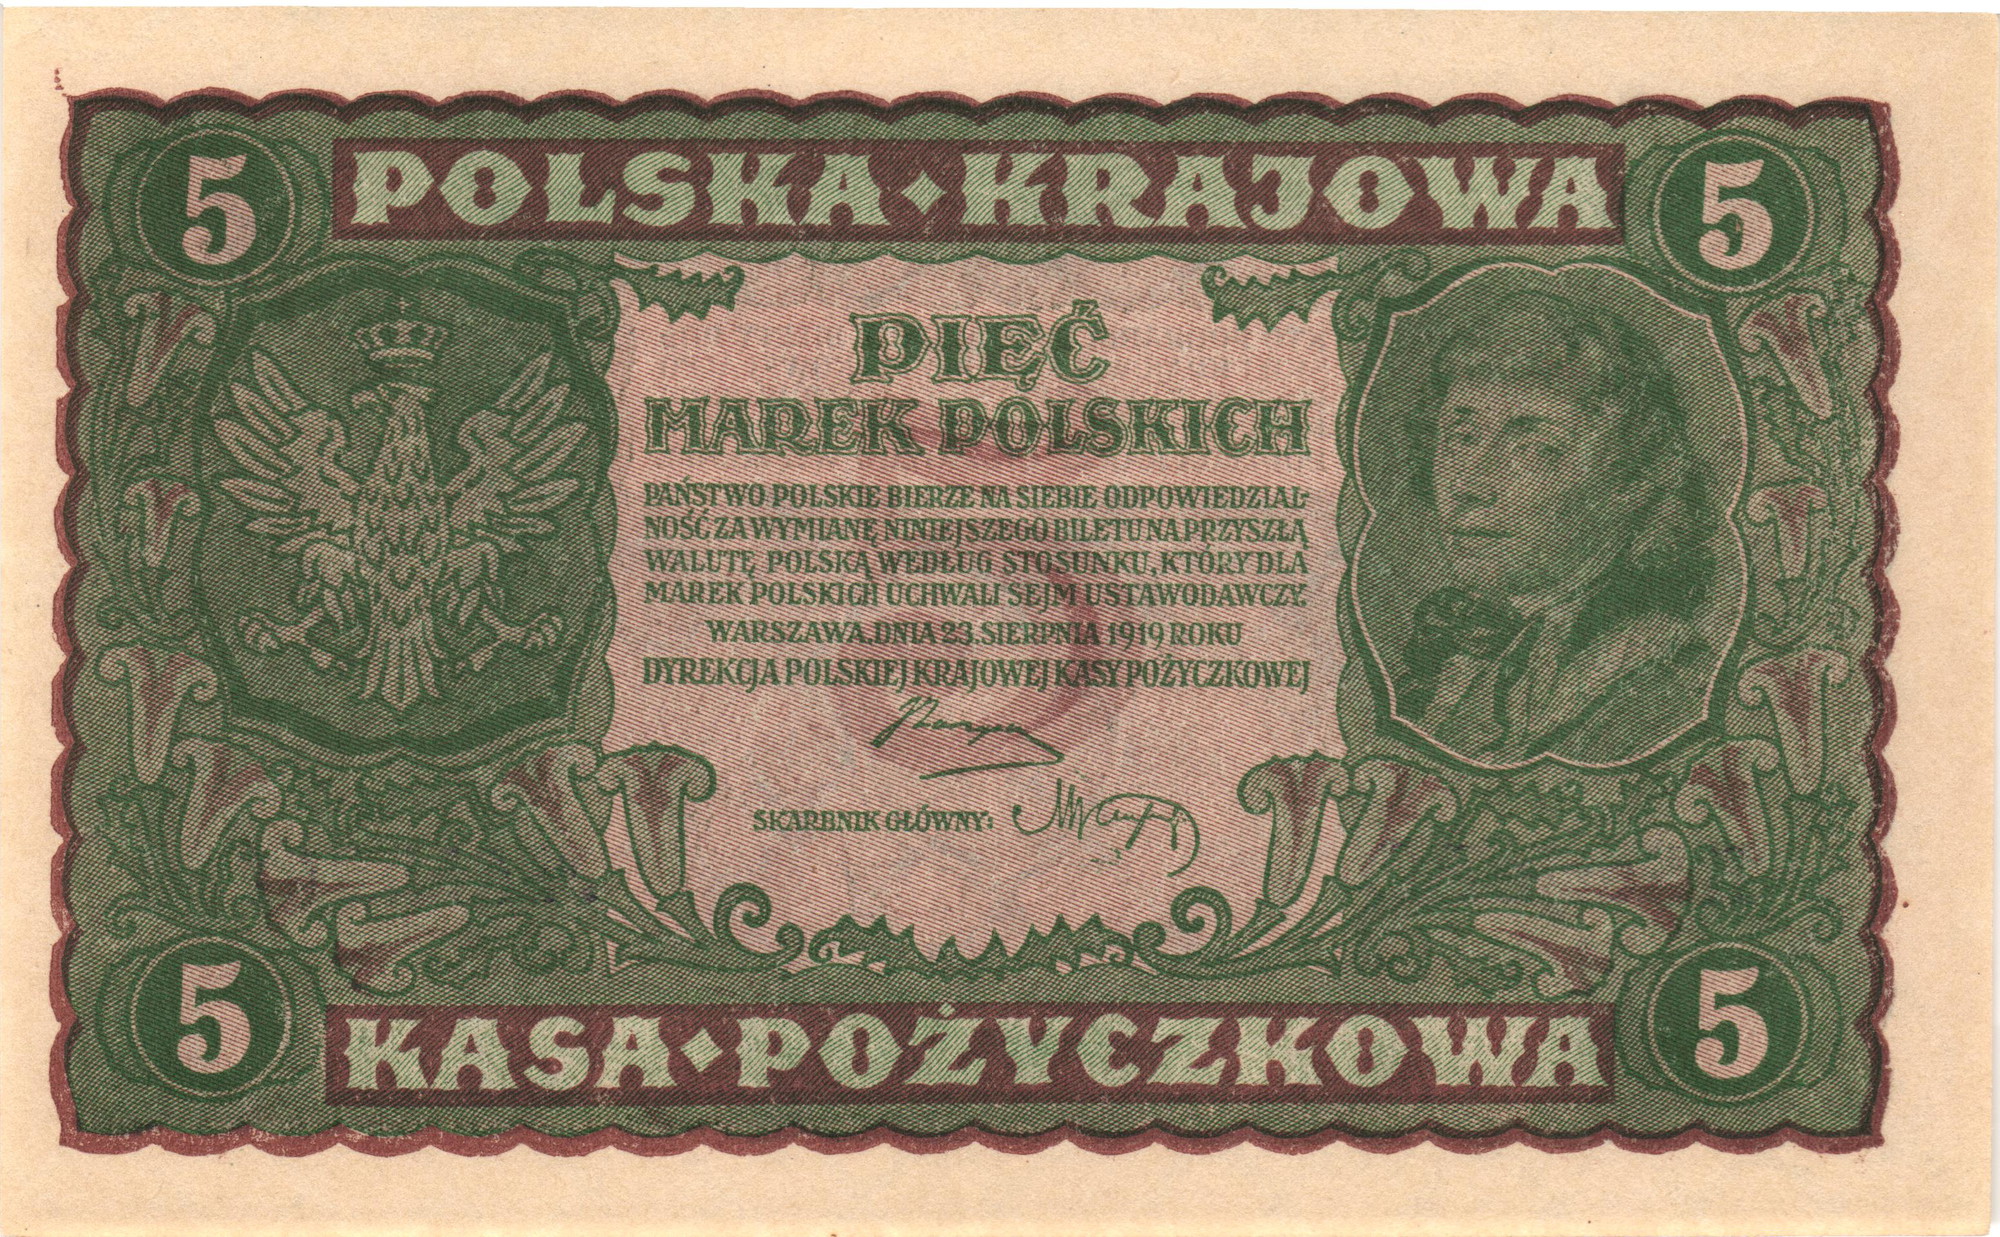 5 POLSKA·KRAJOWA 5
PIĘĆ
MAREK POLSKICH
PAŃSTWO POLSKIE BIERZE NA SIEBIE ODPOWIEDZIAL-
NOŚĆ ZA WYMIANĘ NINIEJSZEGO BILETU NA PRZYSZŁĄ
WALUTĘ POLSKĄ WEDŁUG STOSUNKU, KTÓRY DLA
MAREK POLSKICH UCHWALI SEJM USTAWODAWCZY.
WARSZAWA, DNIA 23. SIERPNIA 1919 ROKU
DYREKCJA POLSKIEJ KRAJOWEJ KASY POŻYCZKOWEJ
SKARBNIK GŁÓWNY:
5 KASA·POŻYCZKOWA 5